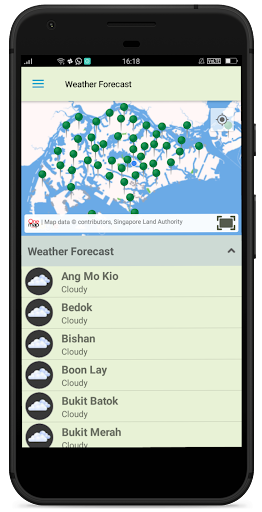 16:18
Weather Forecast
One map | Map data © contributors, Singapore Land Authority
Weather Forecast
Ang Mo Kio
Cloudy
Bedok
Cloudy
Bishan
Cloudy
Boon Lay
Cloudy
Bukit Batok
Cloudy
Bukit Merah
Cloudy